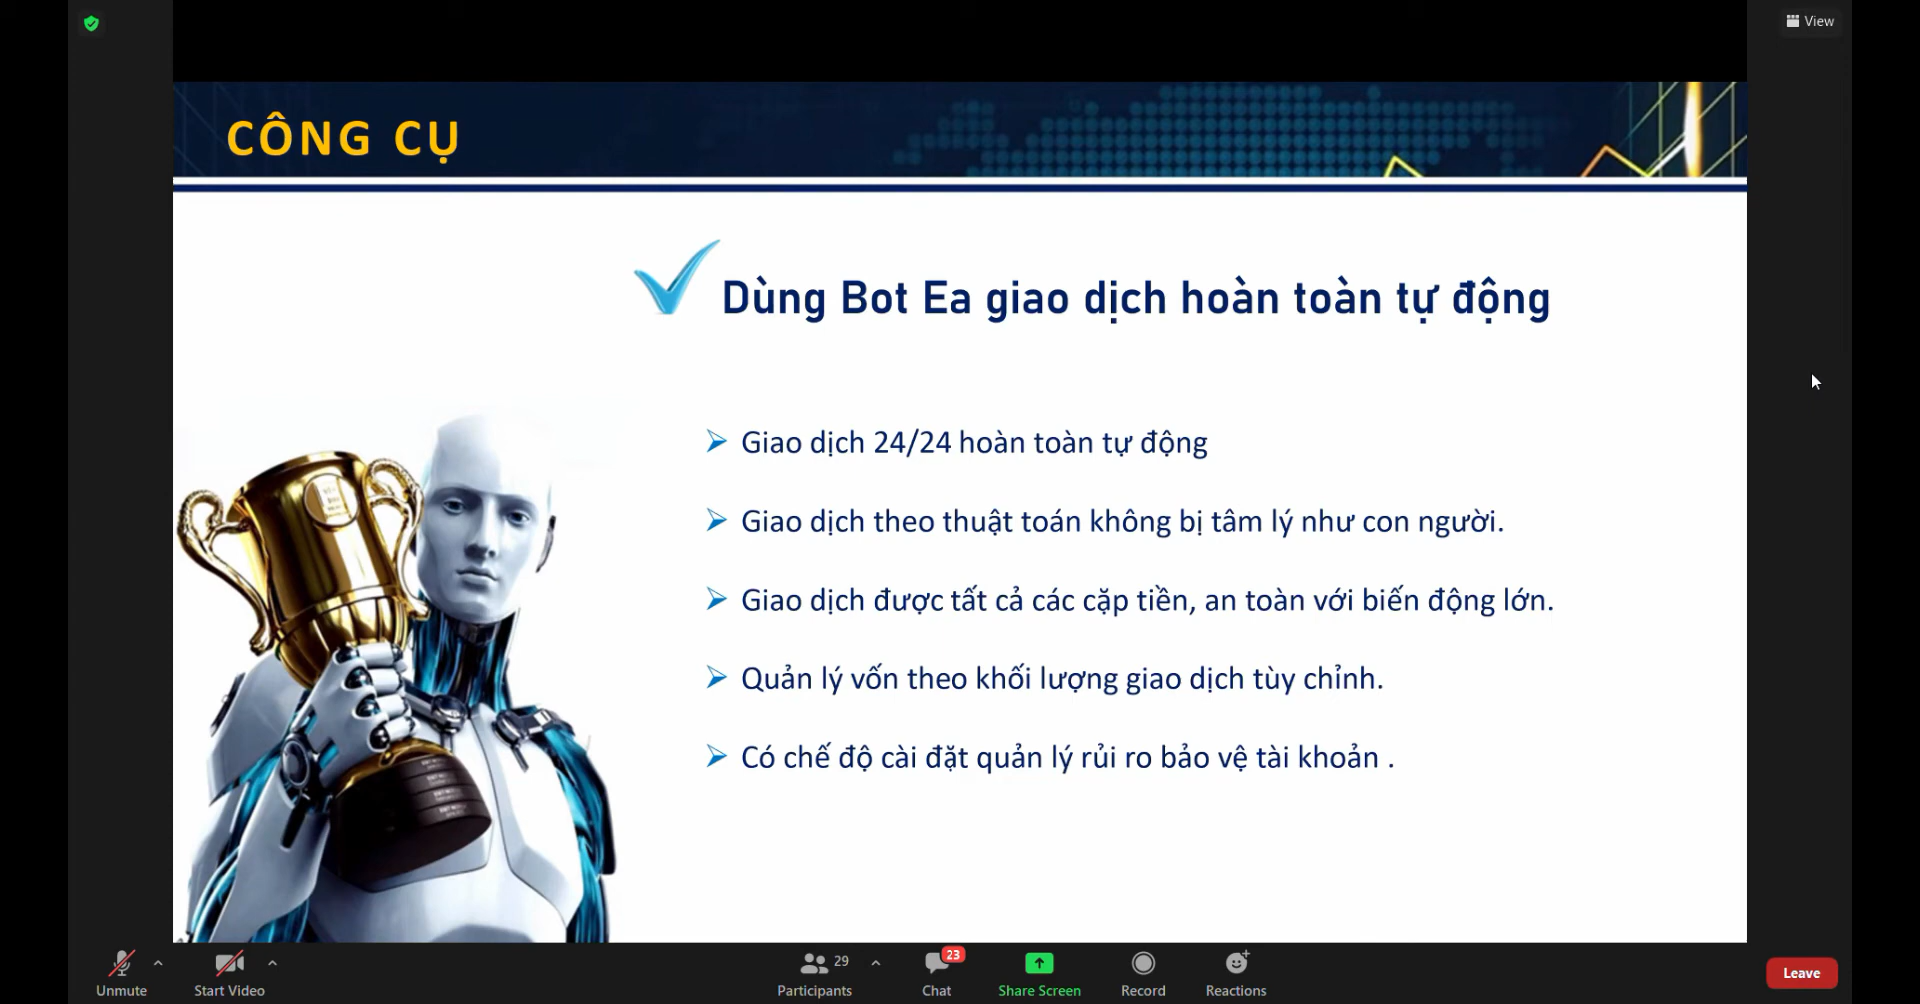 View
CÔNG CỤ
Dùng Bot Ea giao dịch hoàn toàn tự động
Giao dịch 24/24 hoàn toàn tự động
Giao dịch theo thuật toán không bị tâm lý như con người.
Giao dịch được tất cả các cặp tiền, an toàn với biến động lớn.
Quản lý vốn theo khối lượng giao dịch tùy chỉnh.
Có chế độ cài đặt quản lý rủi ro bảo vệ tài khoản .
29
23
Unmute
Start Video
Participants
Chat
Share Screen
Record
Reactions
Leave